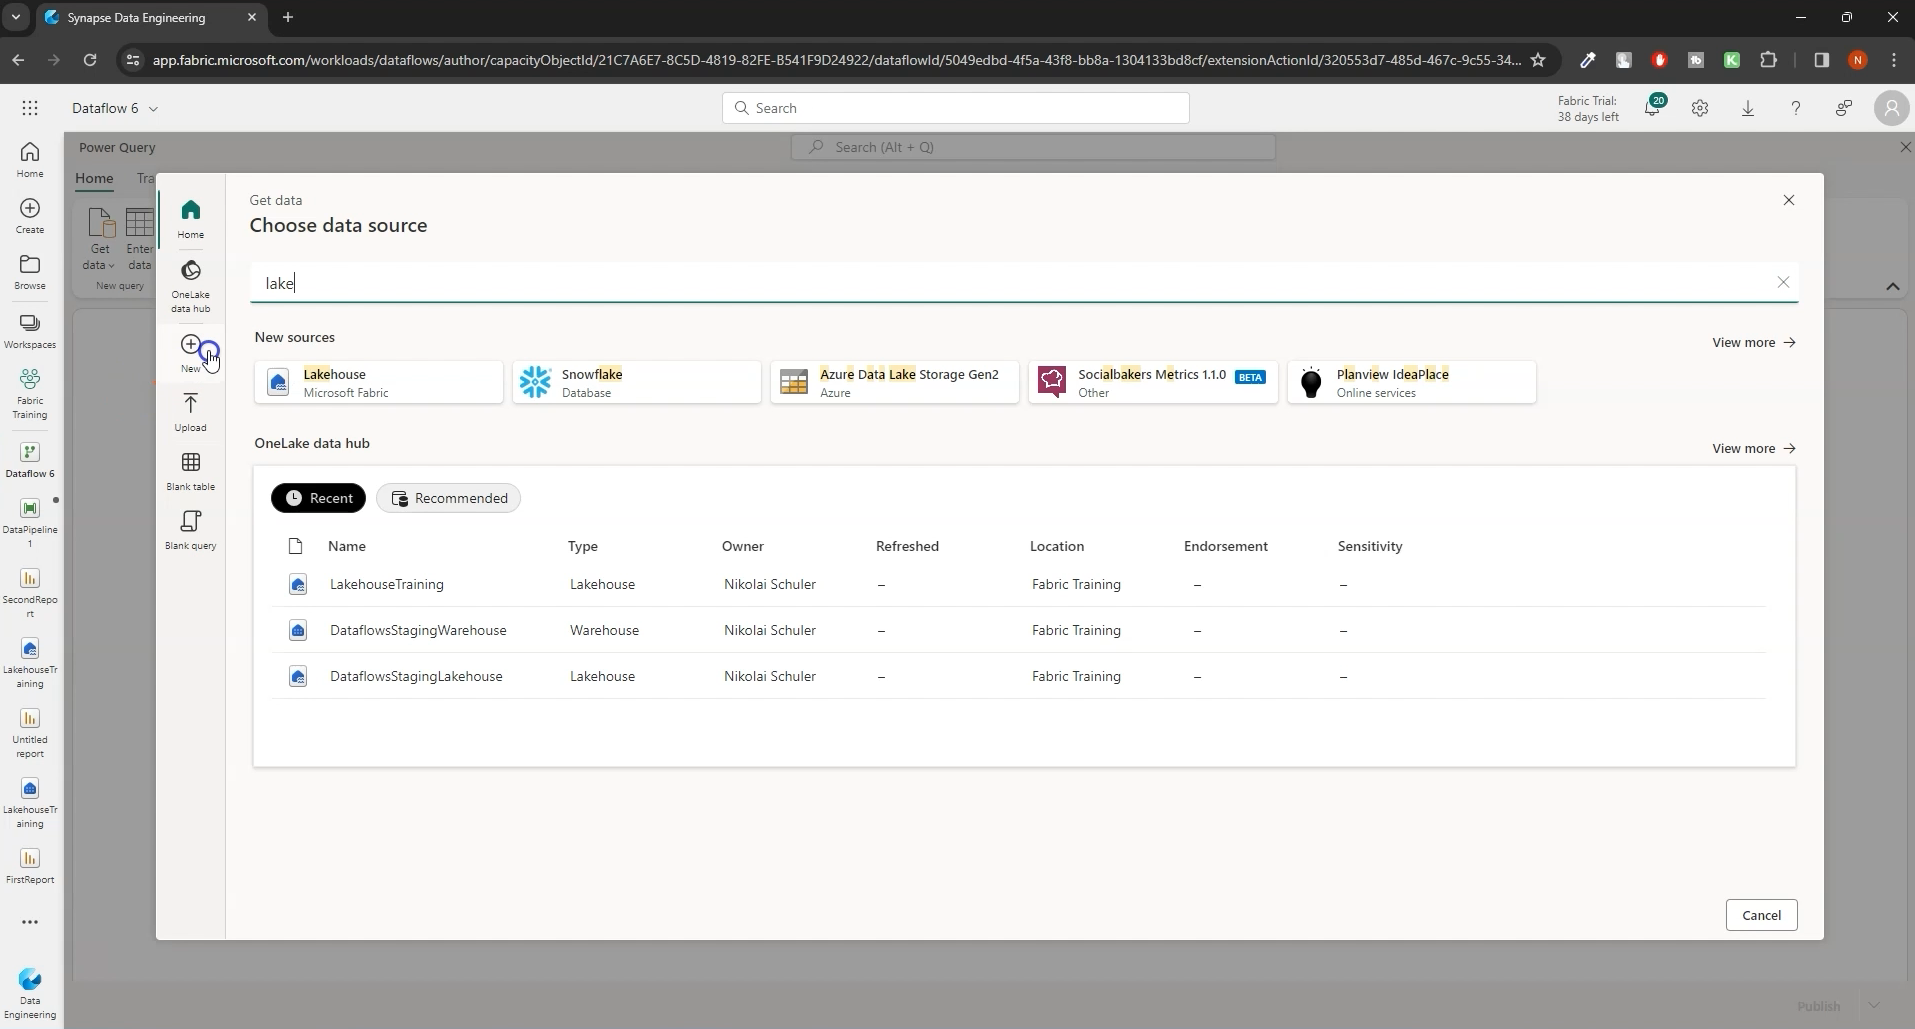 Synapse Data Engineering
app.fabric.microsoft.com/workloads/dataflows/author/capacityObjectId/21C7A6E7-8C5D-4819-82FE-B541F9D24922/dataflowId/5049edbd-4f5a-43f8-bb8a-1304133bd8cf/extensionActionId/320553d7-485d-467c-9c55-34...
N
Dataflow 6
Search
Fabric Trial:
38 days left
20
?
Power Query
Search (Alt + Q)
Home
Tra
Get
data
Enter
data
New query
Home
Create
Browse
Workspaces
Fabric
Training
Dataflow 6
DataPipeline
1
SecondRepo
rt
LakehouseTr
aining
Untitled
report
LakehouseTr
aining
FirstReport
Data
Engineering
Home
OneLake
data hub
New
Upload
Blank table
Blank query
Get data
Choose data source
lake
New sources
View more
Lakehouse
Microsoft Fabric
Snowflake
Database
Azure Data Lake Storage Gen2
Azure
Socialbakers Metrics 1.1.0 BETA
Other
Planview IdeaPlace
Online services
OneLake data hub
View more
Recent
Recommended
Name Type Owner Refreshed Location Endorsement Sensitivity
LakehouseTraining Lakehouse Nikolai Schuler – Fabric Training – –
DataflowsStagingWarehouse Warehouse Nikolai Schuler – Fabric Training – –
DataflowsStagingLakehouse Lakehouse Nikolai Schuler – Fabric Training – –
Cancel
Publish